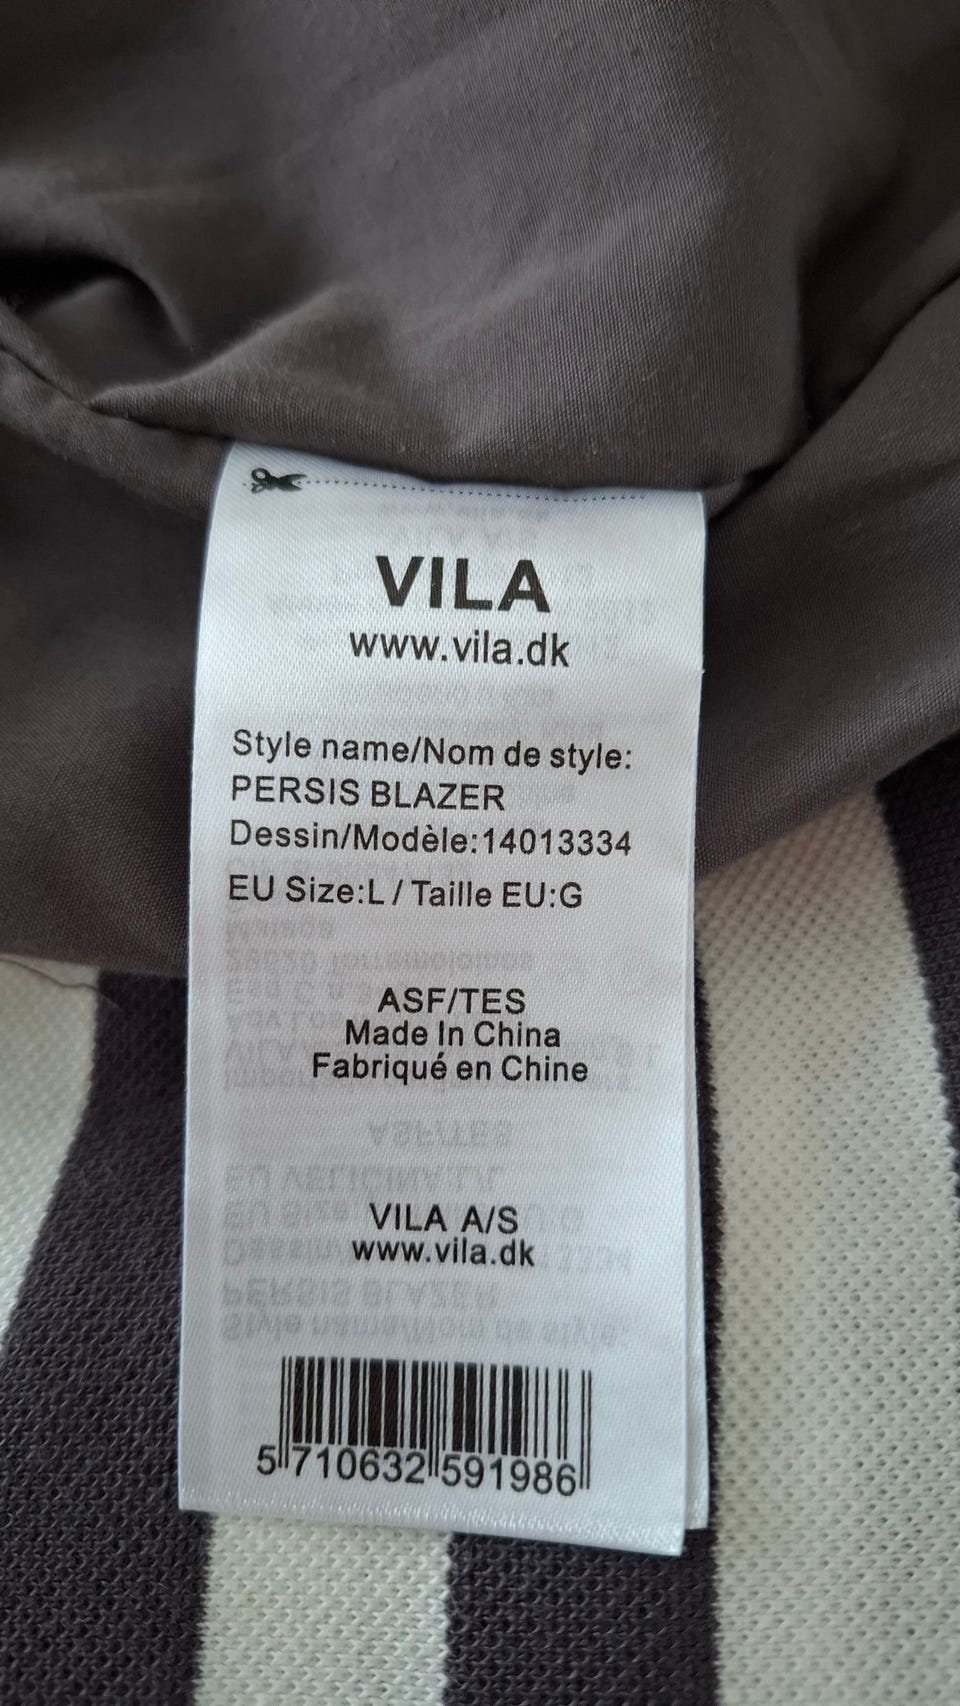 VILA
www.vila.dk
Style name/Nom de style:
PERSIS BLAZER
Dessin/Modèle:14013334
EU Size:L / Taille EU:G
ASF/TES
Made In China
Fabriqué en Chine
VILA A/S
www.vila.dk
5 710632 591986